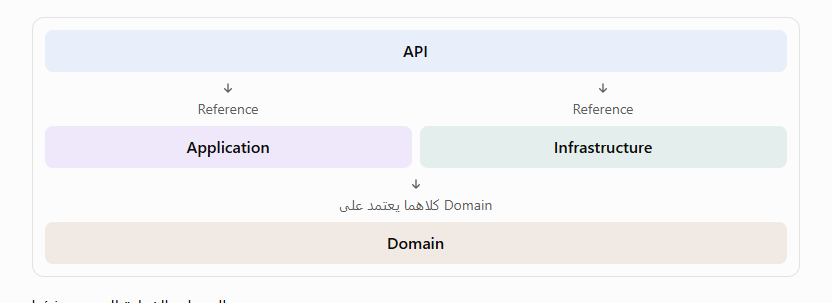 API
Reference
Reference
Application
Infrastructure
كلاهما يعتمد على Domain
Domain